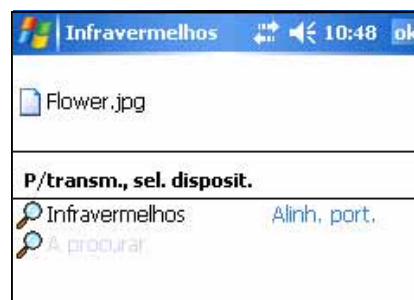 Infravermelhos 10:48 ok
Flower.jpg
P/transm., sel. disposit.
Infravermelhos Alinh. port.
A procurar